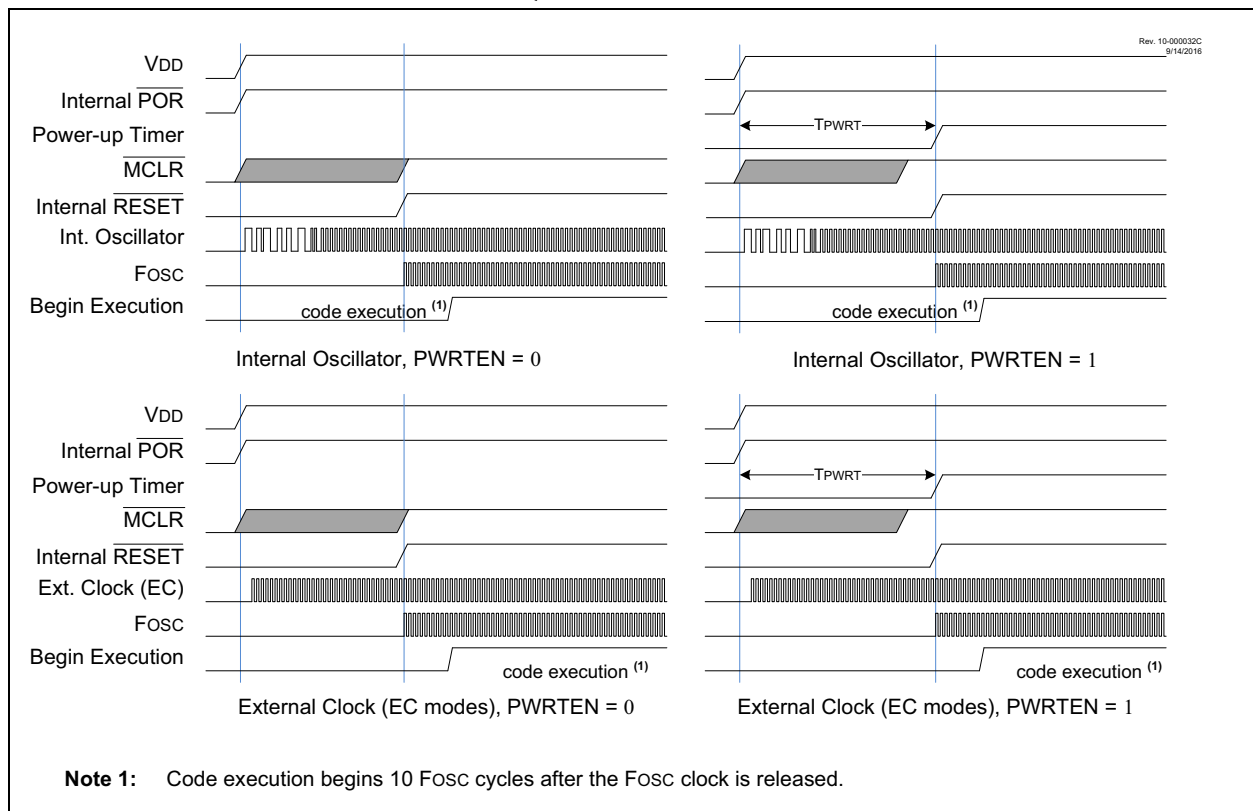 Rev. 10-000032C
9/14/2016
VDD
Internal POR
Power-up Timer
MCLR
Internal RESET
Int. Oscillator
FOSC
Begin Execution
code execution (1)
Internal Oscillator, PWRTEN = 0
TPWRT
code execution (1)
Internal Oscillator, PWRTEN = 1
VDD
Internal POR
Power-up Timer
MCLR
Internal RESET
Ext. Clock (EC)
FOSC
Begin Execution
code execution (1)
External Clock (EC modes), PWRTEN = 0
TPWRT
code execution (1)
External Clock (EC modes), PWRTEN = 1
Note 1: Code execution begins 10 FOSC cycles after the FOSC clock is released.